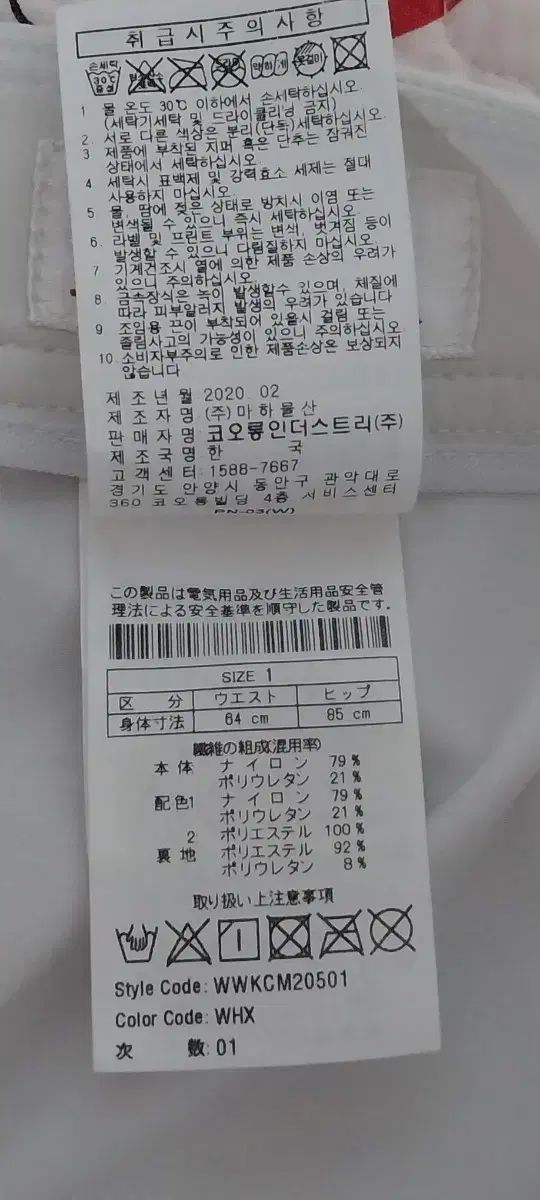 취급시주의사항
손세탁
30℃
중성
약하게
옷걸이
1 물 온도 30℃ 이하에서 손세탁하십시오.
(세탁기세탁 및 드라이클리닝 금지)
2. 서로 다른 색상은 분리(단독)세탁하십시오.
3 제품에 부착된 지퍼 혹은 단추는 잠궈진
상태에서 세탁하십시오.
4 세탁시 표백제 및 강력효소 세제는 절대
사용하지 마십시오.
5 물, 땀에 젖은 상태로 방치시 이염 또는
변색될 수 있으니 즉시 세탁하십시오
6. 라벨 및 프린트 부위는 변색, 벗겨짐 등이
발생할 수 있으니 다림질하지 마십시오
7 기계건조시 열에 의한 제품 손상의 우려가
있으니 주의하십시오.
8 금속장식은 녹이 발생할수 있으며, 체질에
따라 피부알러지 발생의 우려가 있습니다
9 조임용 끈이 부착되어 있을시 걸림 또는
졸림사고의 가능성이 있으니 주의하십시오
10. 소비자부주의로 인한 제품손상은 보상되지
않습니다
제 조 년 월 : 2020. 02
제 조 자 명 : (주)마하물산
판 매 자 명 : 코오롱인더스트리(주)
제 조 국 명 : 한 국
고 객 센 터 : 1588-7667
경기도 안양시 동안구 관악대로
360 코오롱빌딩 4층 서비스센터
PN-03(W)
この製品は電気用品及び生活用品安全管
理法による安全基準を順守した製品です.
SIZE 1
区 分 ウエスト ヒップ
身体寸法 64 cm 85 cm
繊維の組成(混用率)
本体 ナイロン 79 %
ポリウレタン 21 %
配色1 ナイロン 79 %
ポリウレタン 21 %
2 ポリエステル 100 %
裏地 ポリエステル 92 %
ポリウレタン 8 %
取り扱い上注意事項
Style Code: WWKCM20501
Color Code: WHX
次 數: 01